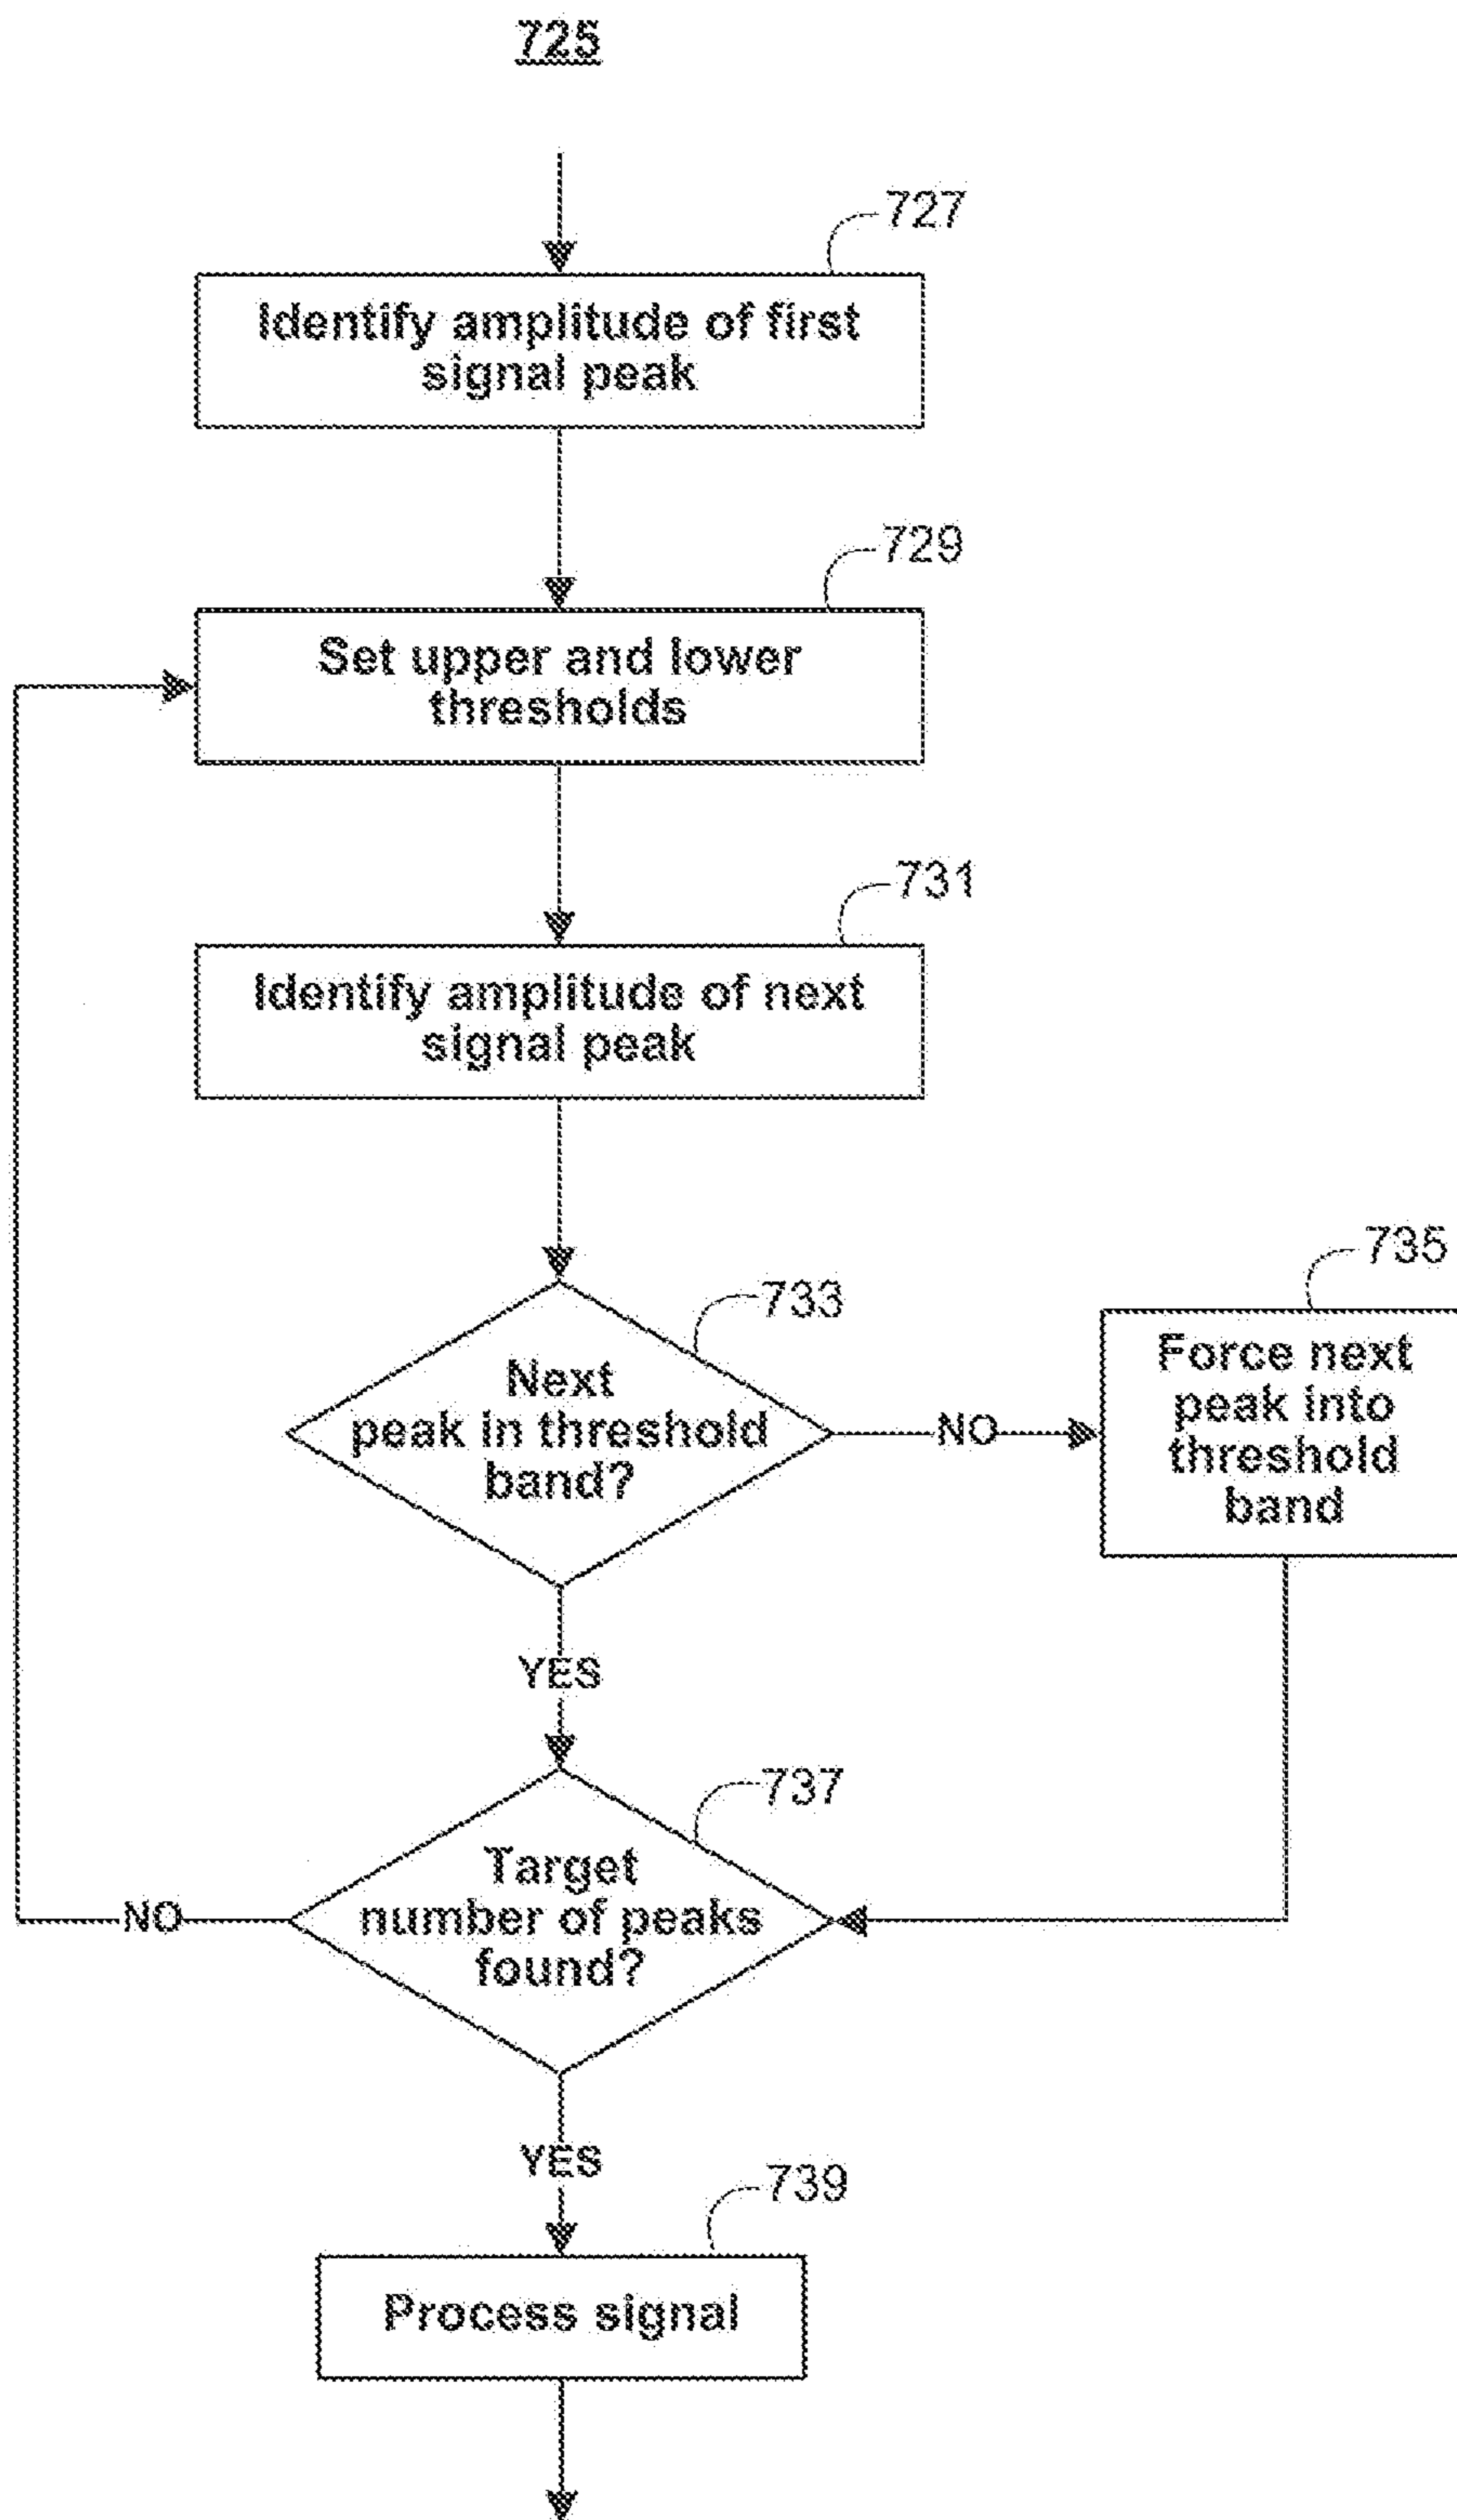 725
727
Identify amplitude of first
signal peak
729
Set upper and lower
thresholds
731
Identify amplitude of next
signal peak
733
Next
peak in threshold
band?
NO
735
Force next
peak into
threshold
band
YES
737
Target
number of peaks
found?
NO
YES
739
Process signal